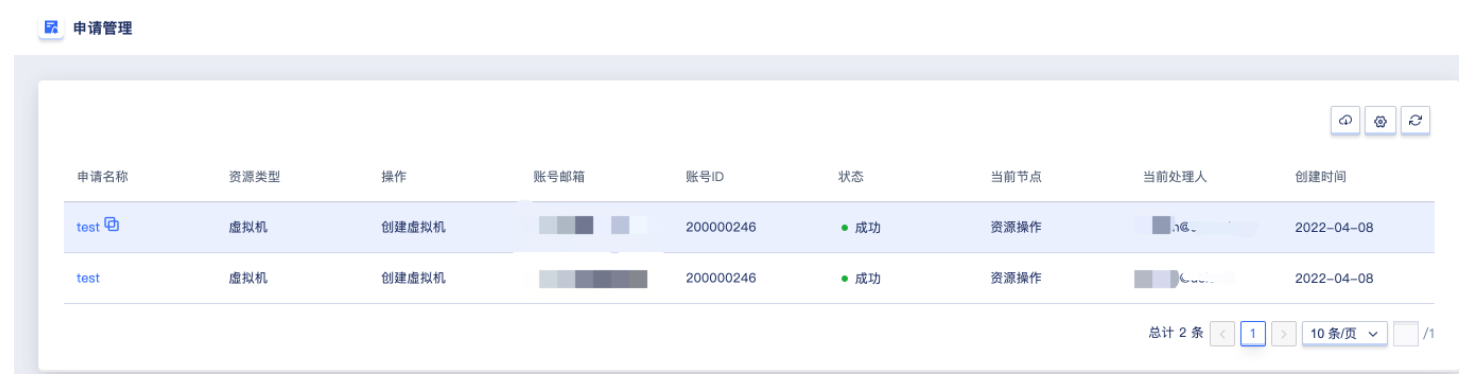 申请管理
申请名称 资源类型 操作 账号邮箱 账号ID 状态 当前节点 当前处理人 创建时间
test 虚拟机 创建虚拟机 200000246 成功 资源操作 2022-04-08
test 虚拟机 创建虚拟机 200000246 成功 资源操作 2022-04-08
总计 2 条 1 10 条/页 /1